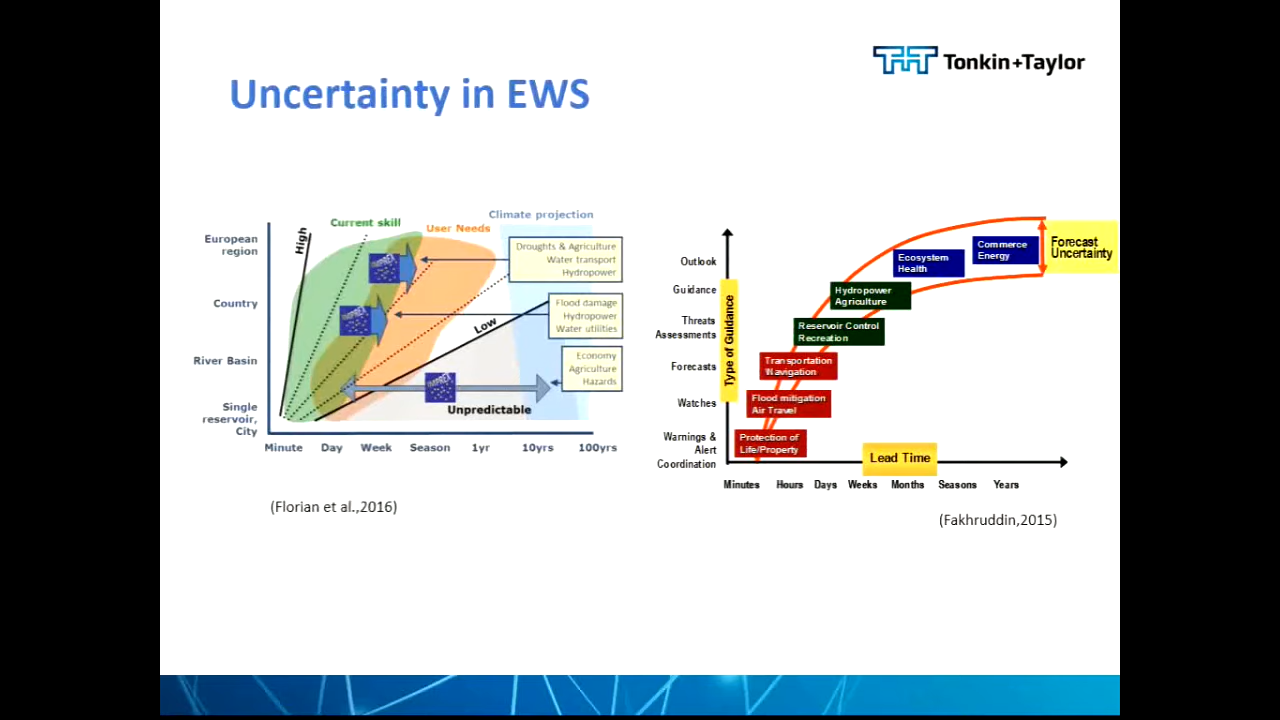 Tonkin+Taylor
Uncertainty in EWS
Climate projection
Current skill
User Needs
High
European
region
Country
River Basin
Single
reservoir,
City
Droughts & Agriculture
Water transport
Hydropower
Flood damage
Hydropower
Water utilities
Economy
Agriculture
Hazards
IMPREX
IMPREX
IMPREX
Low
Unpredictable
Minute Day Week Season 1yr 10yrs 100yrs
(Florian et al.,2016)
Outlook
Guidance
Threats
Assessments
Forecasts
Watches
Warnings &
Alert
Coordination
Type of Guidance
Forecast
Uncertainty
Commerce
Energy
Ecosystem
Health
Hydropower
Agriculture
Reservoir Control
Recreation
Transportation
Navigation
Flood mitigation
Air Travel
Protection of
Life/Property
Lead Time
Minutes Hours Days Weeks Months Seasons Years
(Fakhruddin,2015)